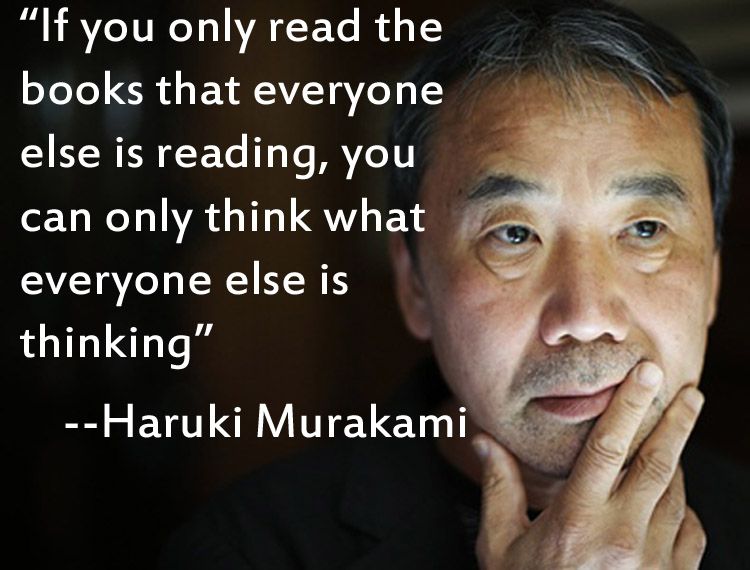 “If you only read the
books that everyone
else is reading, you
can only think what
everyone else is
thinking”
--Haruki Murakami